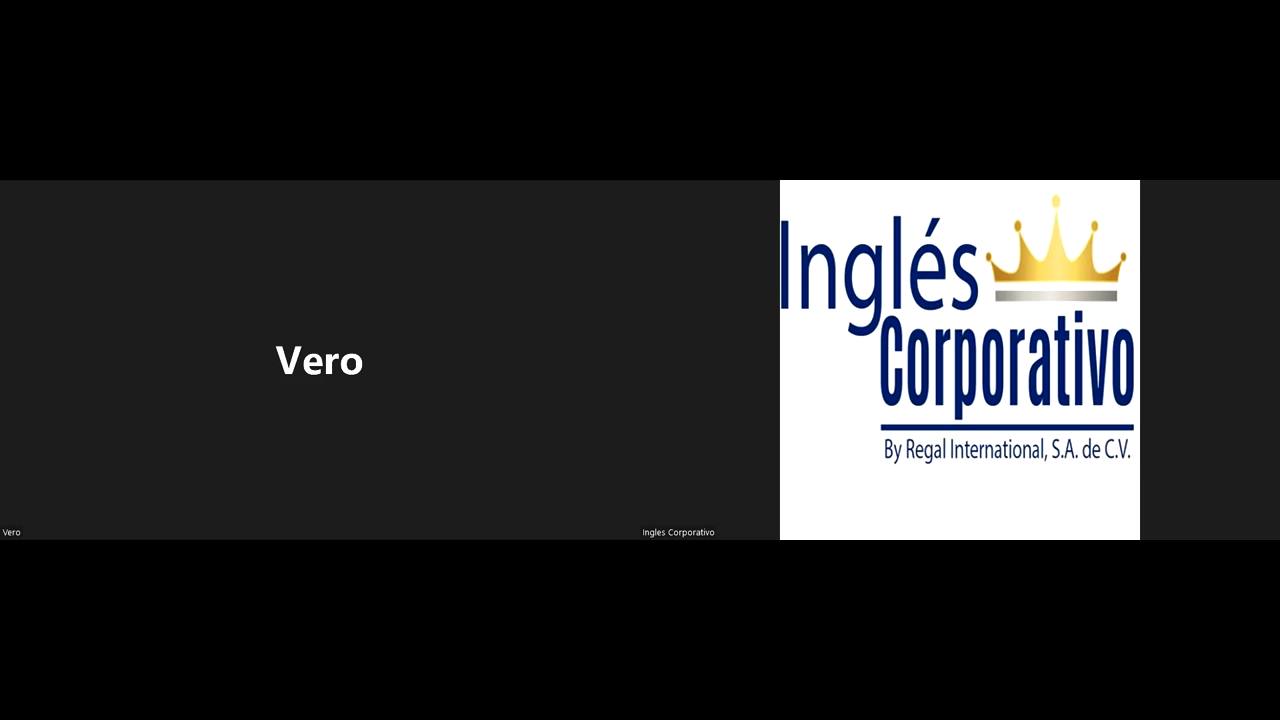 Vero
Inglés
Corporativo
By Regal International, S.A. de C.V.
Vero
Ingles Corporativo